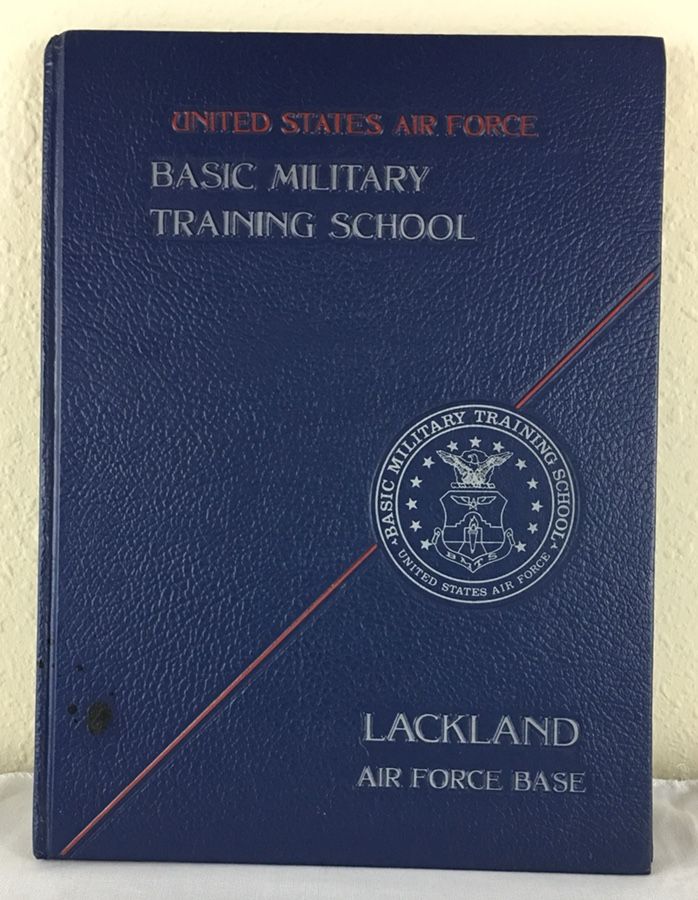 UNITED STATES AIR FORCE
BASIC MILITARY
TRAINING SCHOOL
BASIC MILITARY TRAINING SCHOOL
BMTS
UNITED STATES AIR FORCE
LACKLAND
AIR FORCE BASE